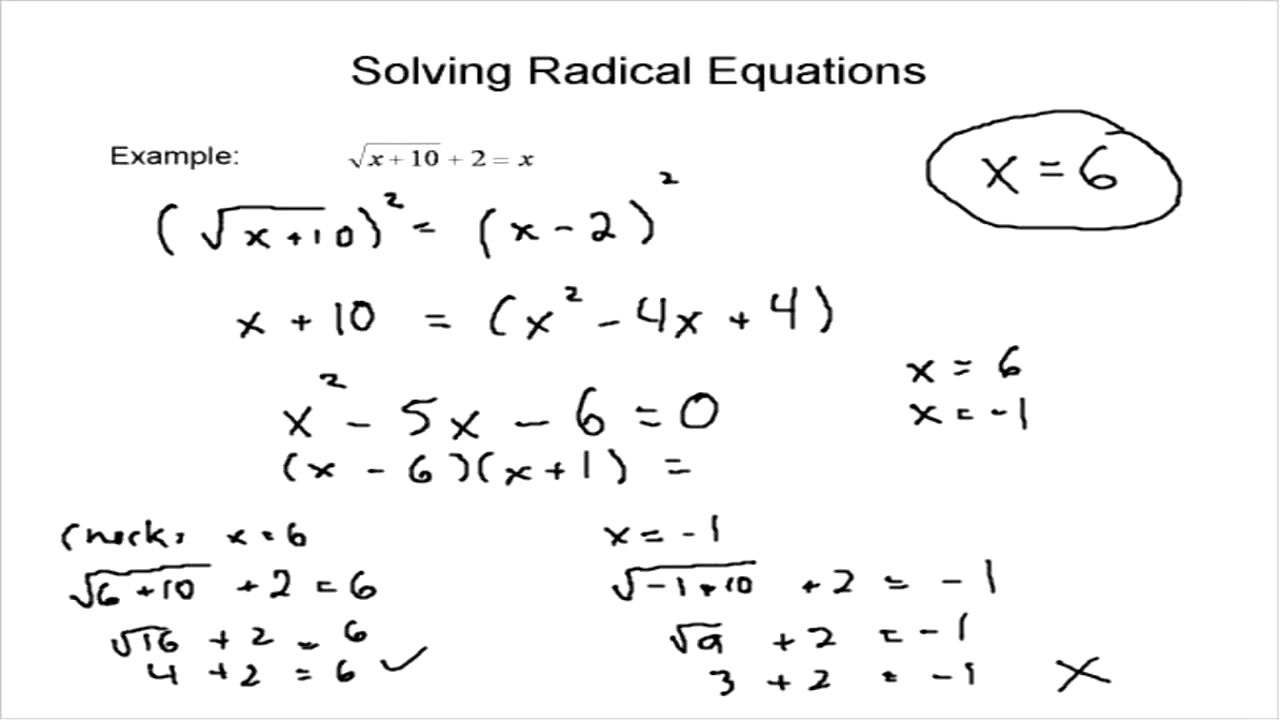 Solving Radical Equations
Example: √x + 10 + 2 = x
x = 6
(√x + 10)² = (x - 2)²
x + 10 = (x² - 4x + 4)
x = 6
x² - 5x - 6 = 0
x = -1
(x - 6)(x + 1) =
Check: x = 6
√6 + 10 + 2 = 6
√16 + 2 = 6
4 + 2 = 6 ✓
x = -1
√-1 + 10 + 2 = -1
√9 + 2 = -1
3 + 2 = -1 X